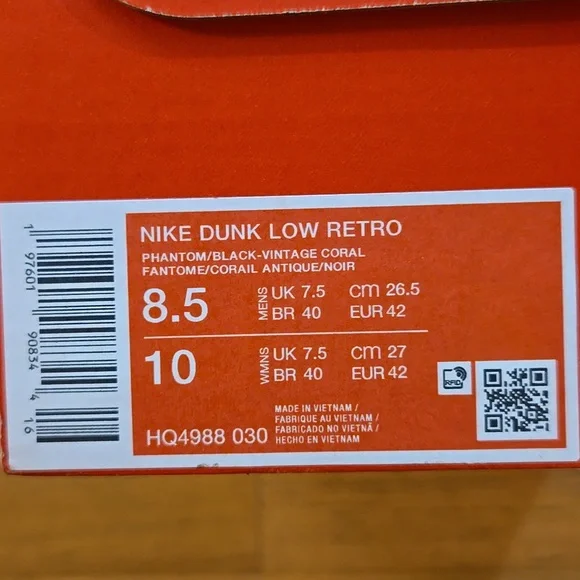 NIKE DUNK LOW RETRO
PHANTOM/BLACK-VINTAGE CORAL
FANTOME/CORAIL ANTIQUE/NOIR
8.5 MENS UK 7.5 CM 26.5
BR 40 EUR 42
10 WMNS UK 7.5 CM 27
BR 40 EUR 42
RFID
MADE IN VIETNAM /
FABRIQUE AU VIETNAM /
FABRICADO NO VIETNÃ /
HECHO EN VIETNAM
HQ4988 030
1 97601 90834 4 16